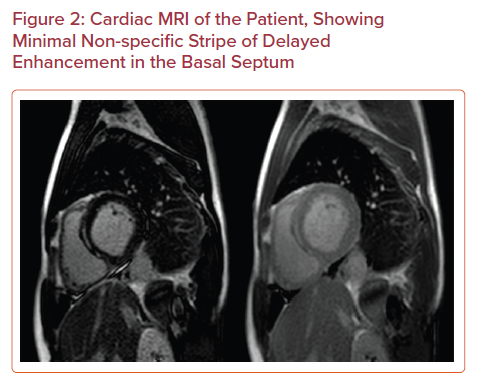 Figure 2: Cardiac MRI of the Patient, Showing
Minimal Non-specific Stripe of Delayed
Enhancement in the Basal Septum